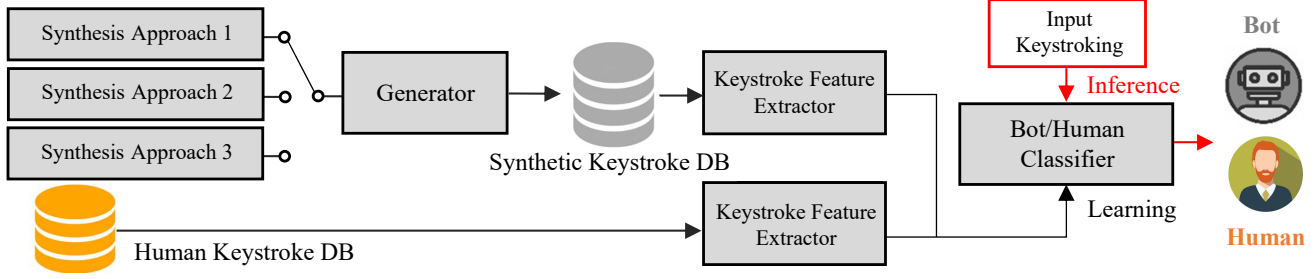 Synthesis Approach 1
Synthesis Approach 2
Synthesis Approach 3
Generator
Synthetic Keystroke DB
Keystroke Feature
Extractor
Human Keystroke DB
Keystroke Feature
Extractor
Input
Keystroking
Inference
Bot/Human
Classifier
Learning
Bot
Human